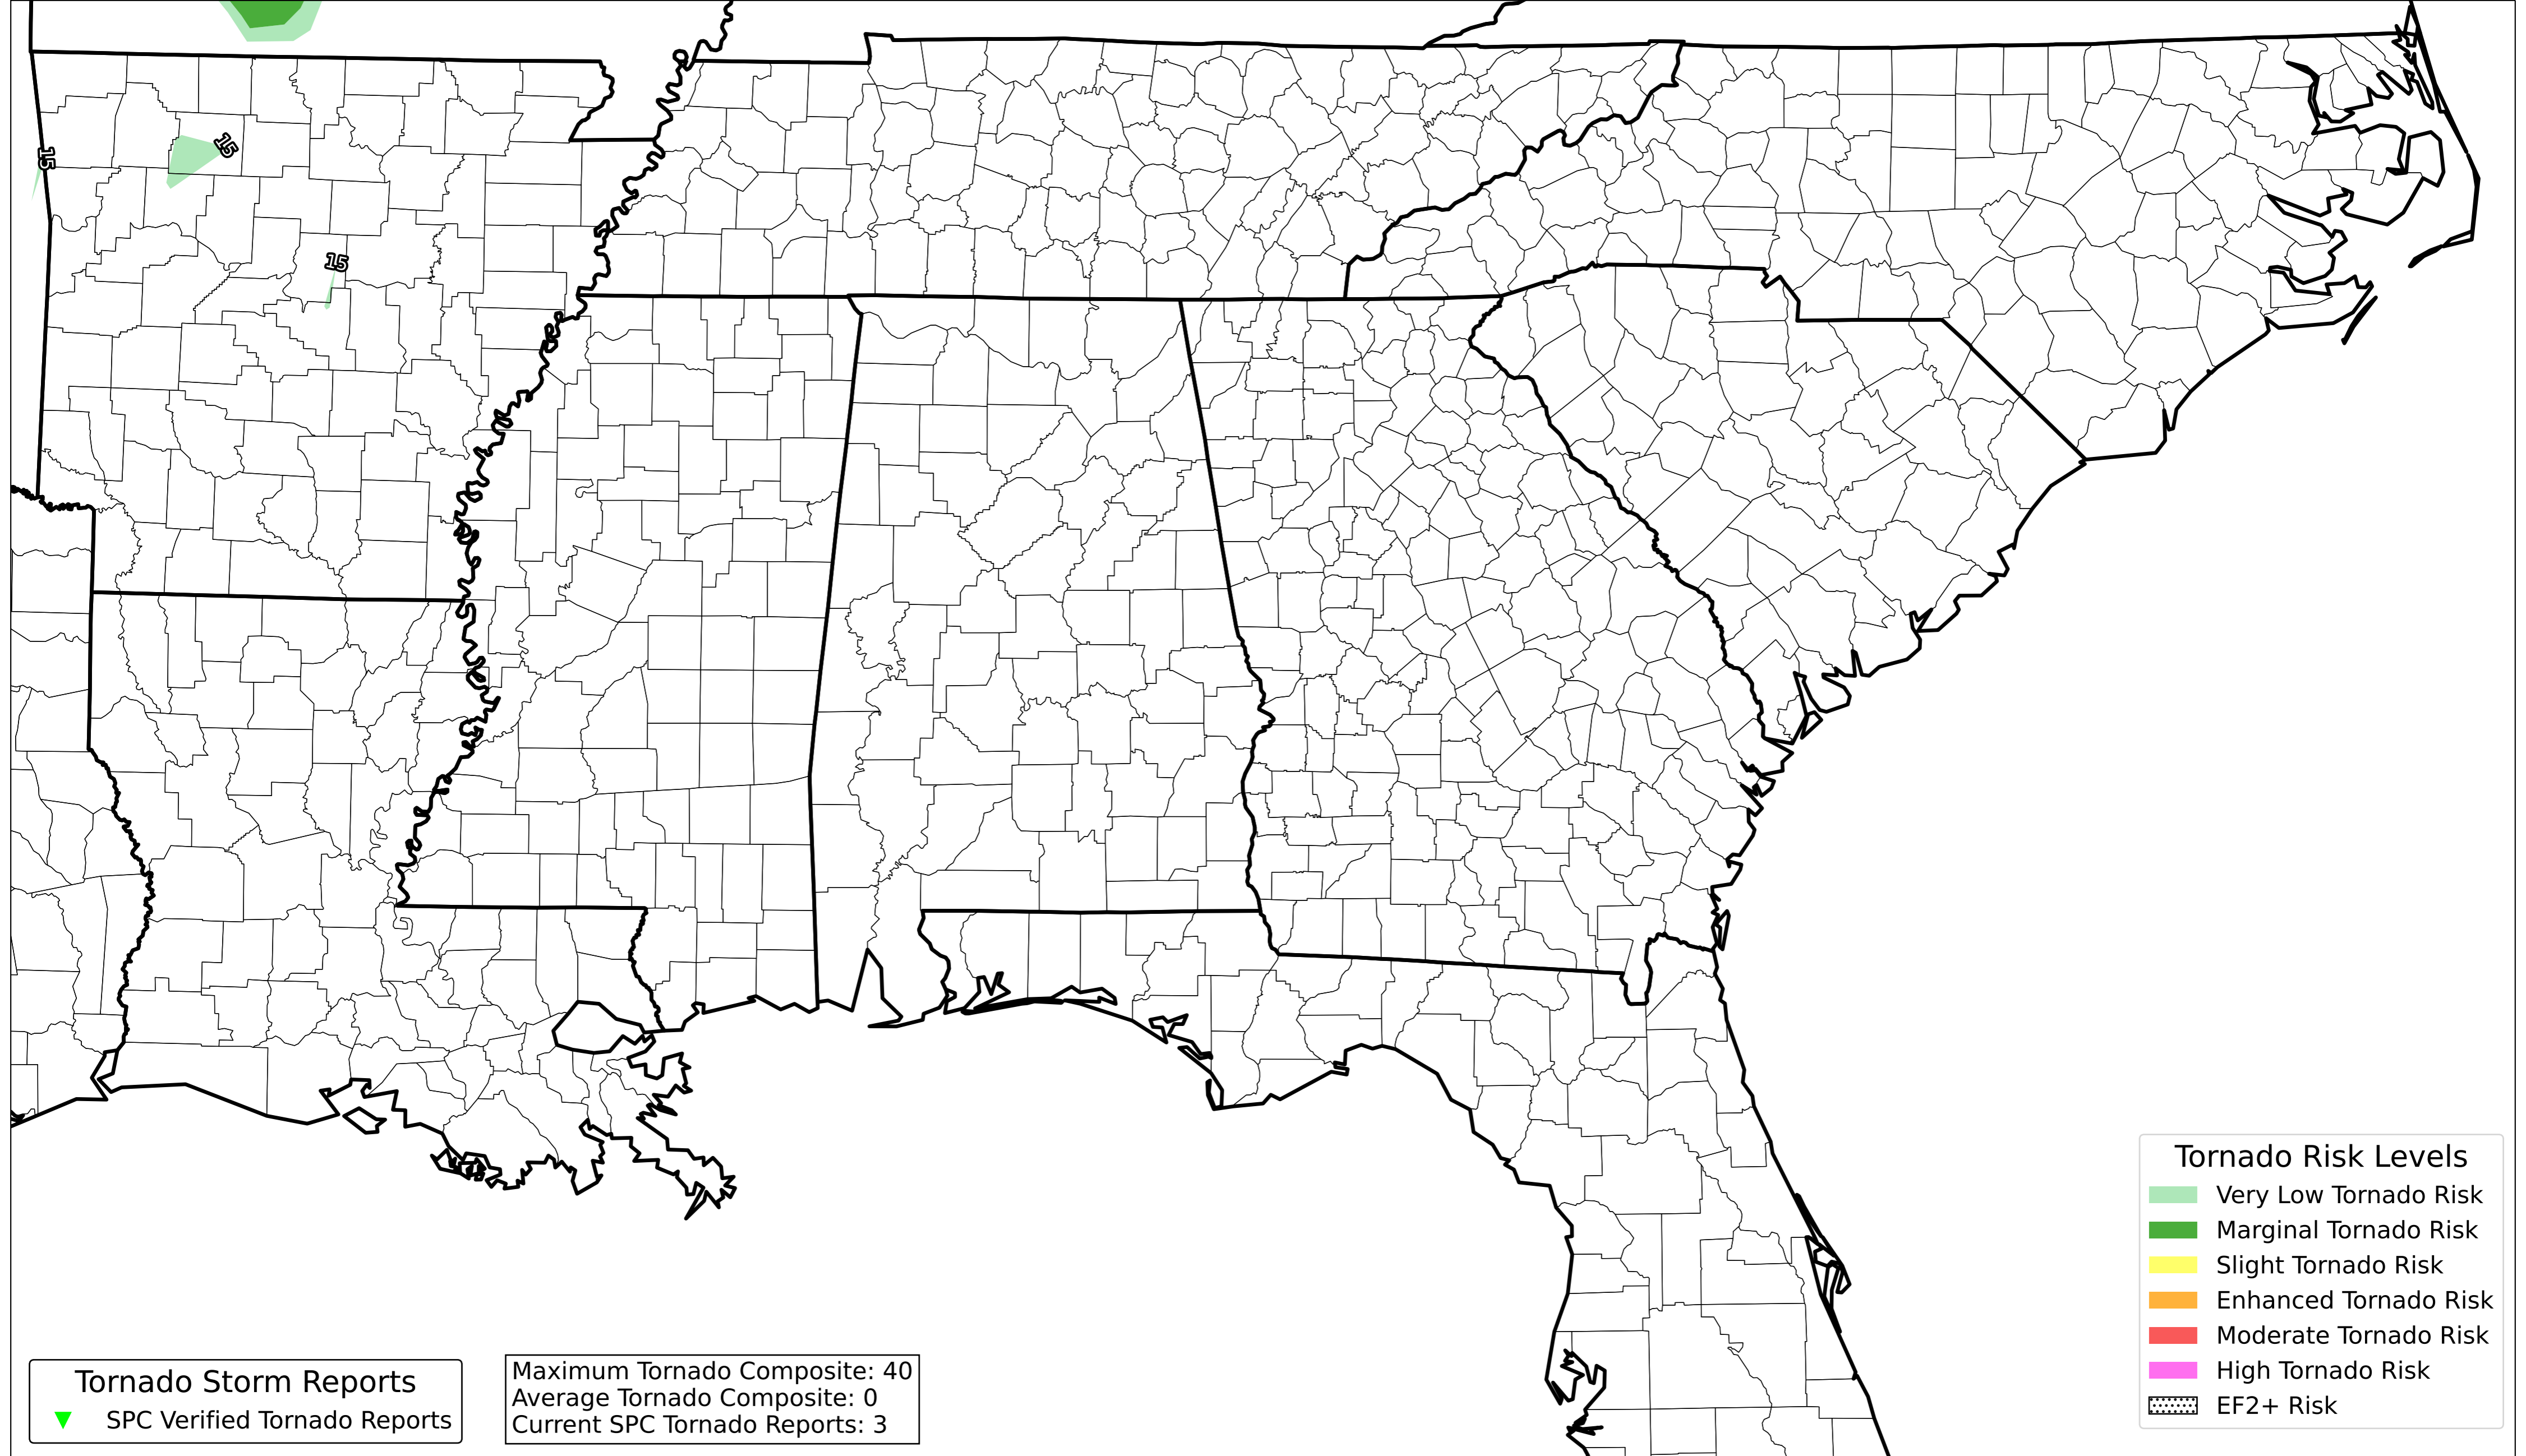 15
15
15
Tornado Risk Levels
Very Low Tornado Risk
Marginal Tornado Risk
Slight Tornado Risk
Enhanced Tornado Risk
Moderate Tornado Risk
High Tornado Risk
EF2+ Risk
Tornado Storm Reports
SPC Verified Tornado Reports
Maximum Tornado Composite: 40
Average Tornado Composite: 0
Current SPC Tornado Reports: 3